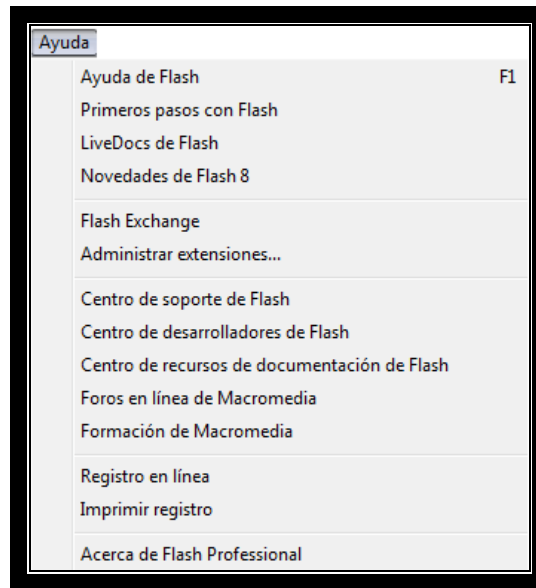 Ayuda
Ayuda de Flash F1
Primeros pasos con Flash
LiveDocs de Flash
Novedades de Flash 8
Flash Exchange
Administrar extensiones...
Centro de soporte de Flash
Centro de desarrolladores de Flash
Centro de recursos de documentación de Flash
Foros en línea de Macromedia
Formación de Macromedia
Registro en línea
Imprimir registro
Acerca de Flash Professional